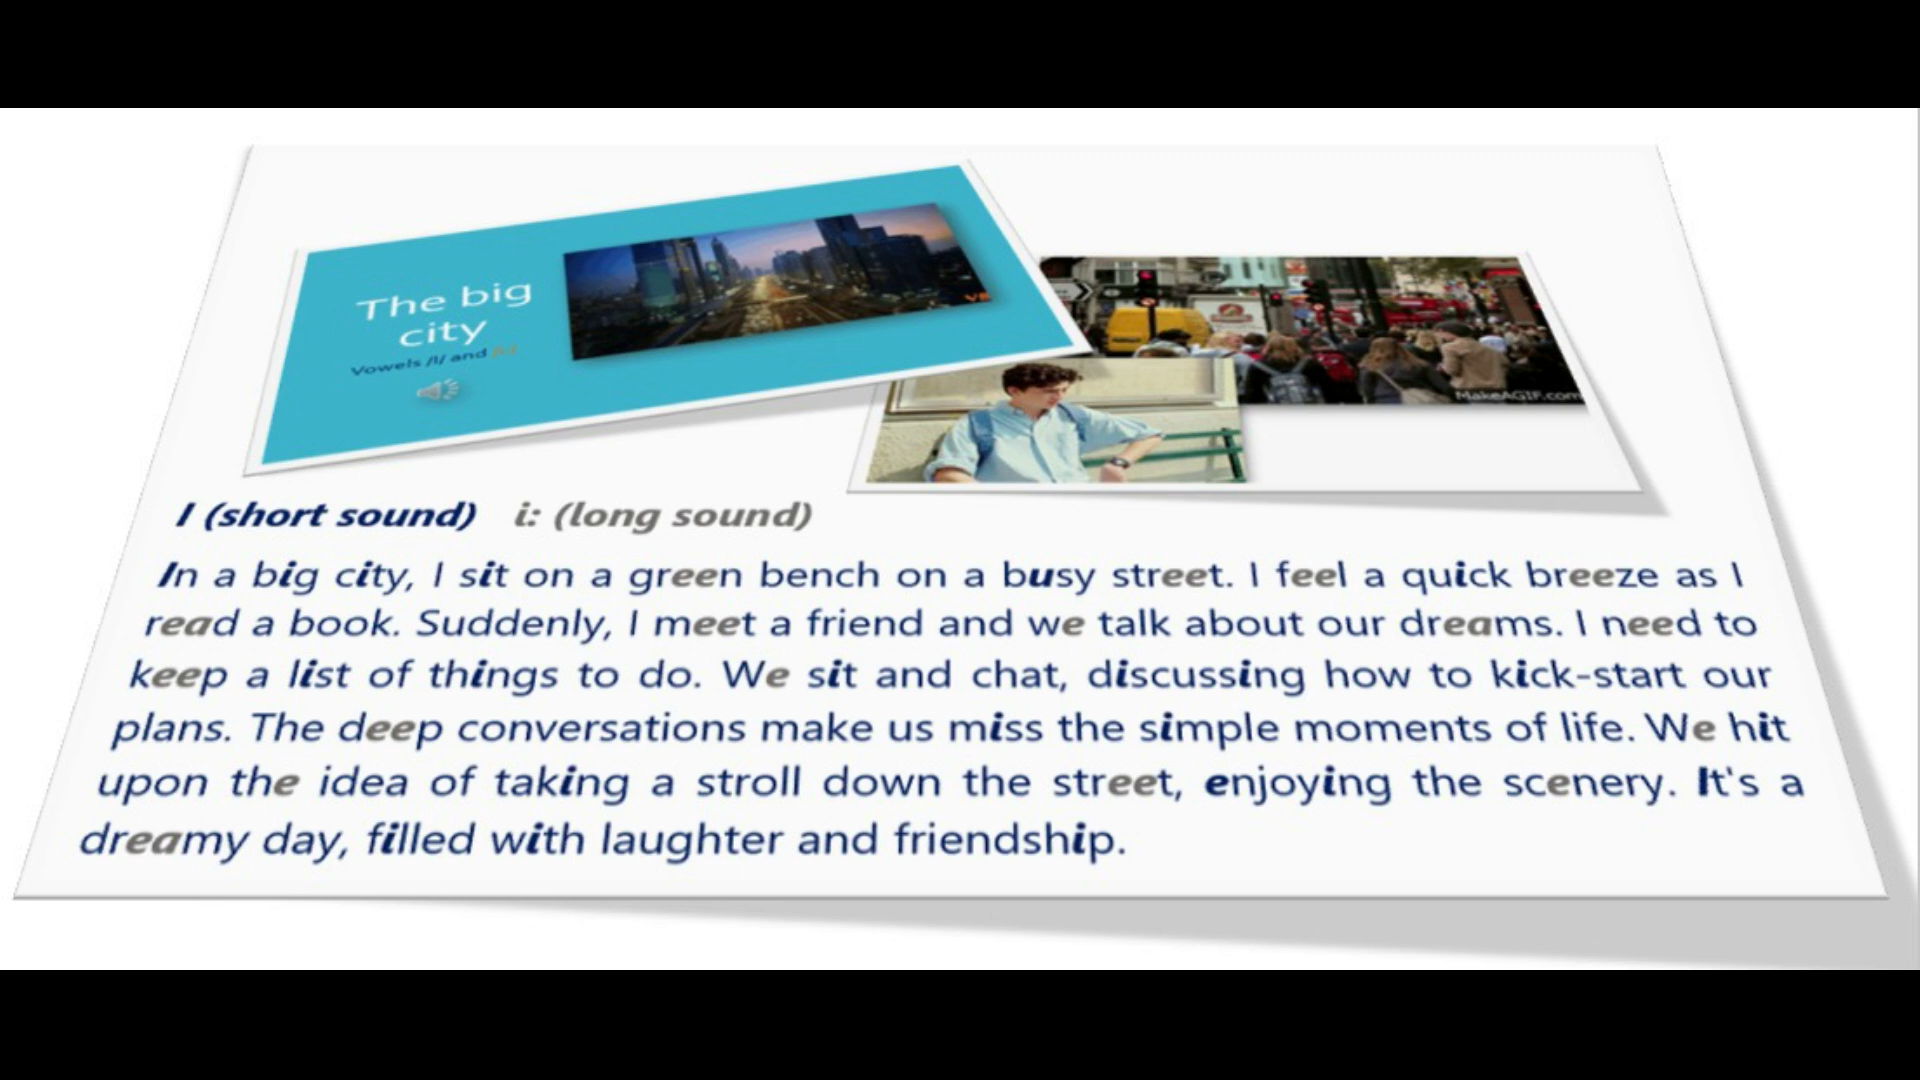 The big
city
Vowels /I/ and /i:/
MakeAGIF.com
I (short sound) i: (long sound)
In a big city, I sit on a green bench on a busy street. I feel a quick breeze as I
read a book. Suddenly, I meet a friend and we talk about our dreams. I need to
keep a list of things to do. We sit and chat, discussing how to kick-start our
plans. The deep conversations make us miss the simple moments of life. We hit
upon the idea of taking a stroll down the street, enjoying the scenery. It's a
dreamy day, filled with laughter and friendship.